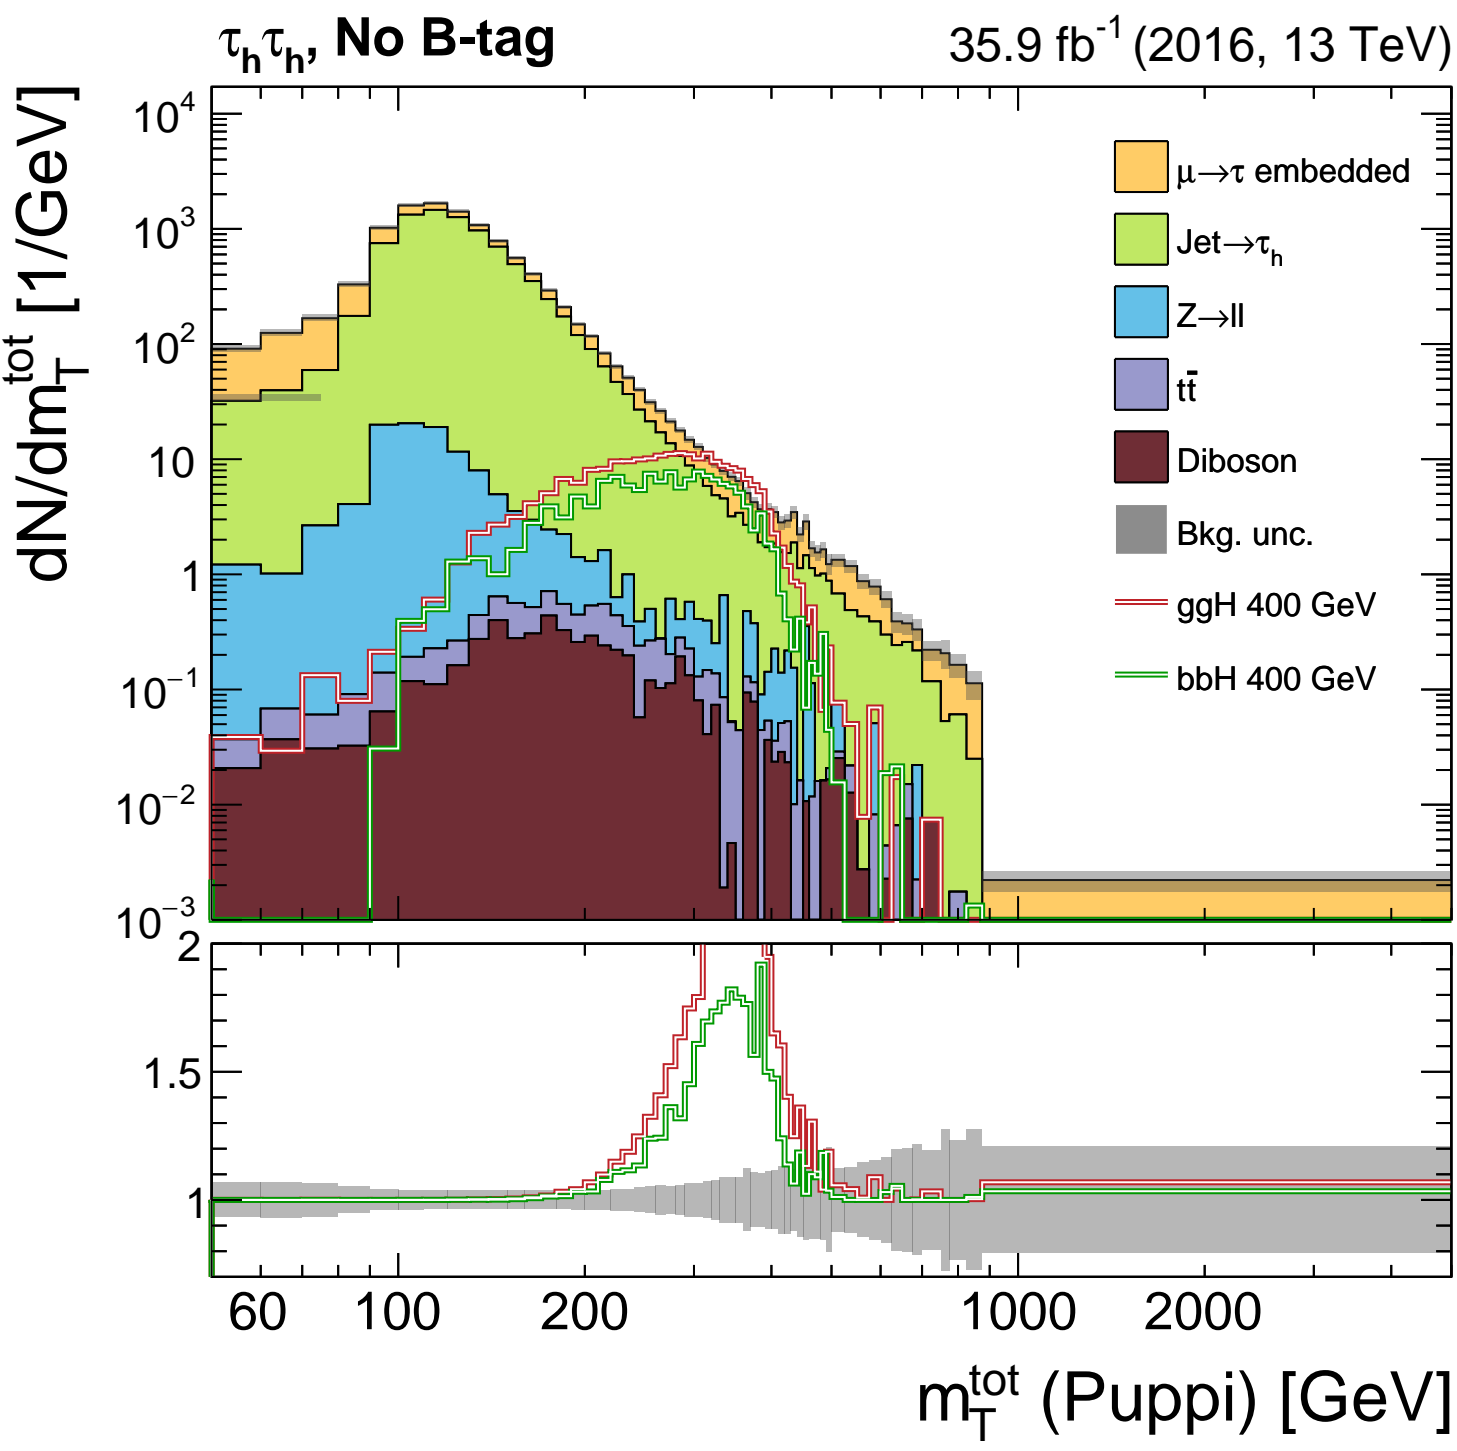 τhτh, No B-tag
35.9 fb-1 (2016, 13 TeV)
dN/dmTtot [1/GeV]
10^4
10^3
10^2
10
1
10^−1
10^−2
10^−3
μ→τ embedded
Jet→τh
Z→ll
tt̄
Diboson
Bkg. unc.
ggH 400 GeV
bbH 400 GeV
2
1.5
1
60 100 200 1000 2000
mTtot (Puppi) [GeV]